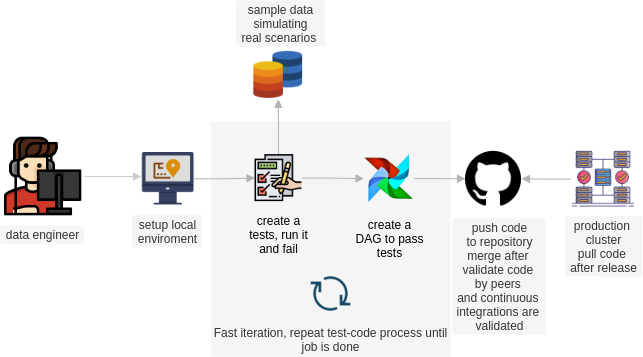 sample data
simulating
real scenarios
data engineer
setup local
enviroment
create a
tests, run it
and fail
create a
DAG to pass
tests
push code
to repository
merge after
validate code
by peers
and continuous
integrations are
validated
production
cluster
pull code
after release
Fast iteration, repeat test-code process until
job is done